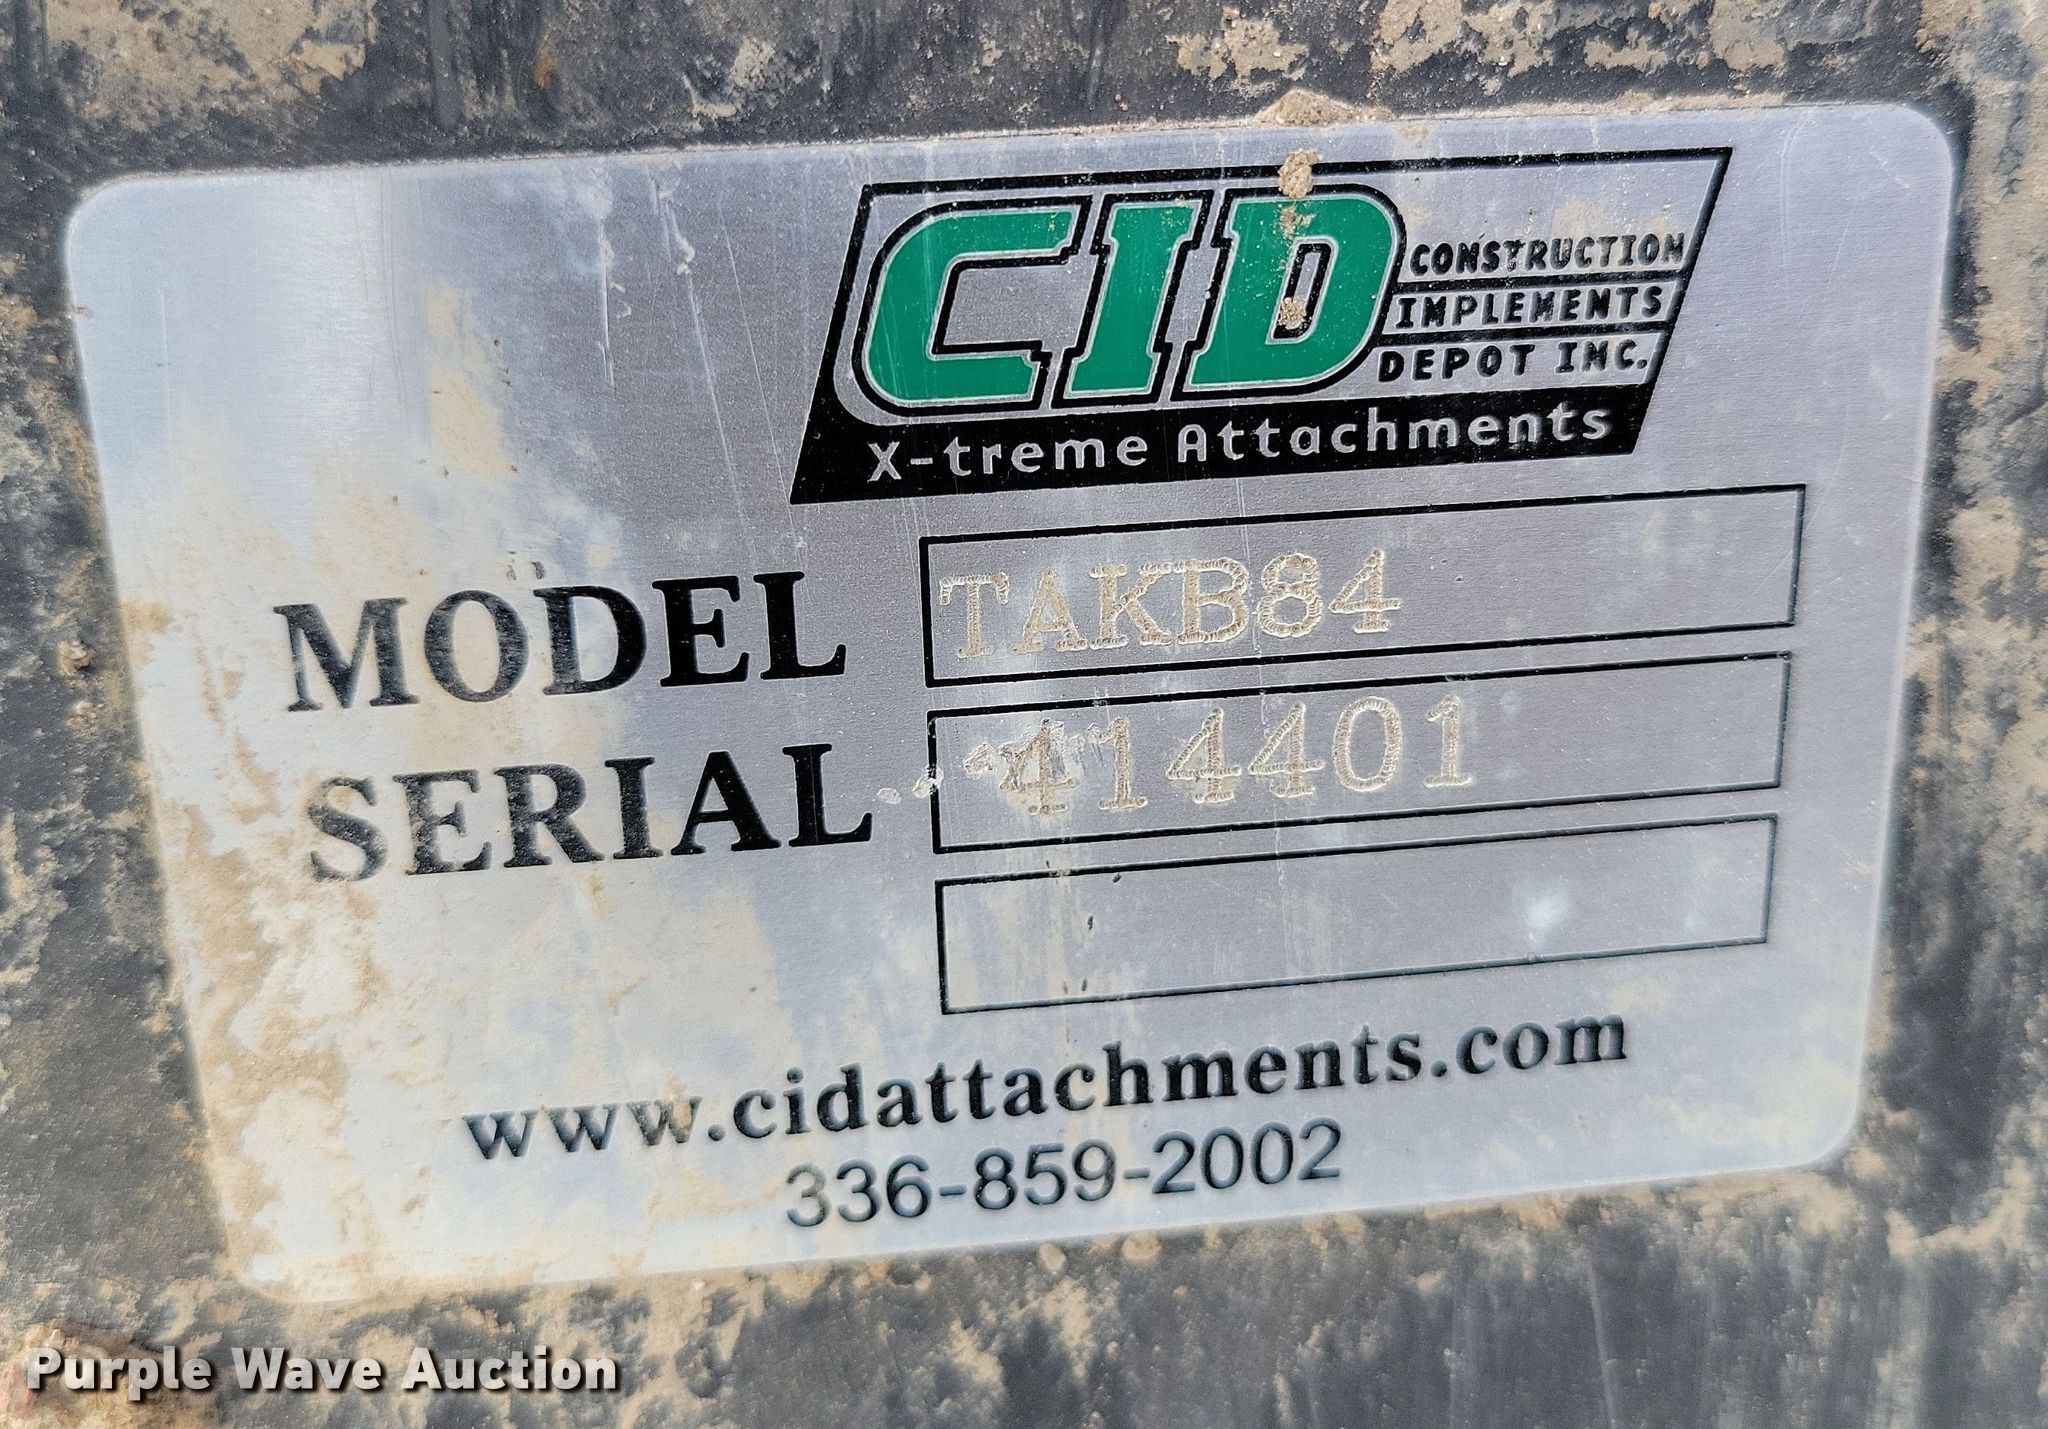 CID
CONSTRUCTION
IMPLEMENTS
DEPOT INC.
X-treme Attachments
MODEL TAKB84
SERIAL 414401
www.cidattachments.com
336-859-2002
Purple Wave Auction